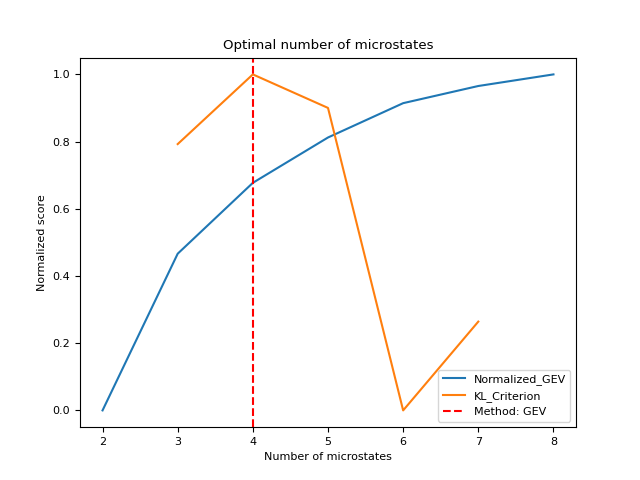 Optimal number of microstates
Normalized score
1.0
0.8
0.6
0.4
0.2
0.0
2 3 4 5 6 7 8
Number of microstates
Normalized_GEV
KL_Criterion
Method: GEV